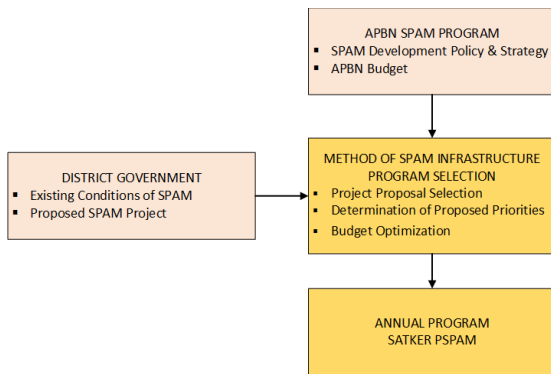 APBN SPAM PROGRAM
▪ SPAM Development Policy & Strategy
▪ APBN Budget
DISTRICT GOVERNMENT
▪ Existing Conditions of SPAM
▪ Proposed SPAM Project
METHOD OF SPAM INFRASTRUCTURE
PROGRAM SELECTION
▪ Project Proposal Selection
▪ Determination of Proposed Priorities
▪ Budget Optimization
ANNUAL PROGRAM
SATKER PSPAM